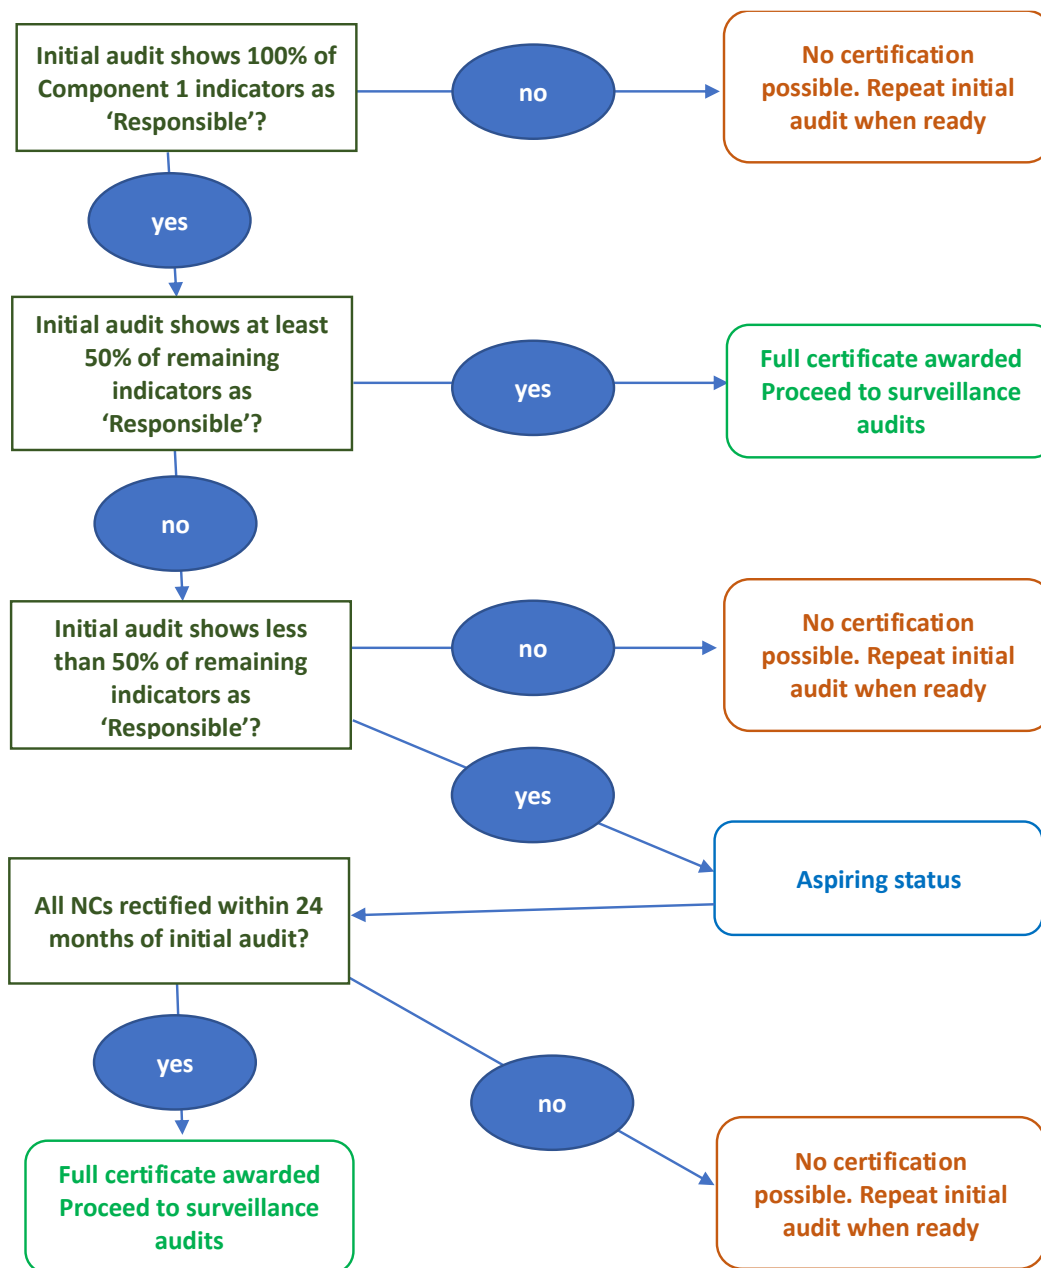 Initial audit shows 100% of
Component 1 indicators as
‘Responsible’?
no
No certification
possible. Repeat initial
audit when ready
yes
Initial audit shows at least
50% of remaining
indicators as
‘Responsible’?
yes
Full certificate awarded
Proceed to surveillance
audits
no
Initial audit shows less
than 50% of remaining
indicators as
‘Responsible’?
no
No certification
possible. Repeat initial
audit when ready
yes
Aspiring status
All NCs rectified within 24
months of initial audit?
yes
no
Full certificate awarded
Proceed to surveillance
audits
No certification
possible. Repeat initial
audit when ready